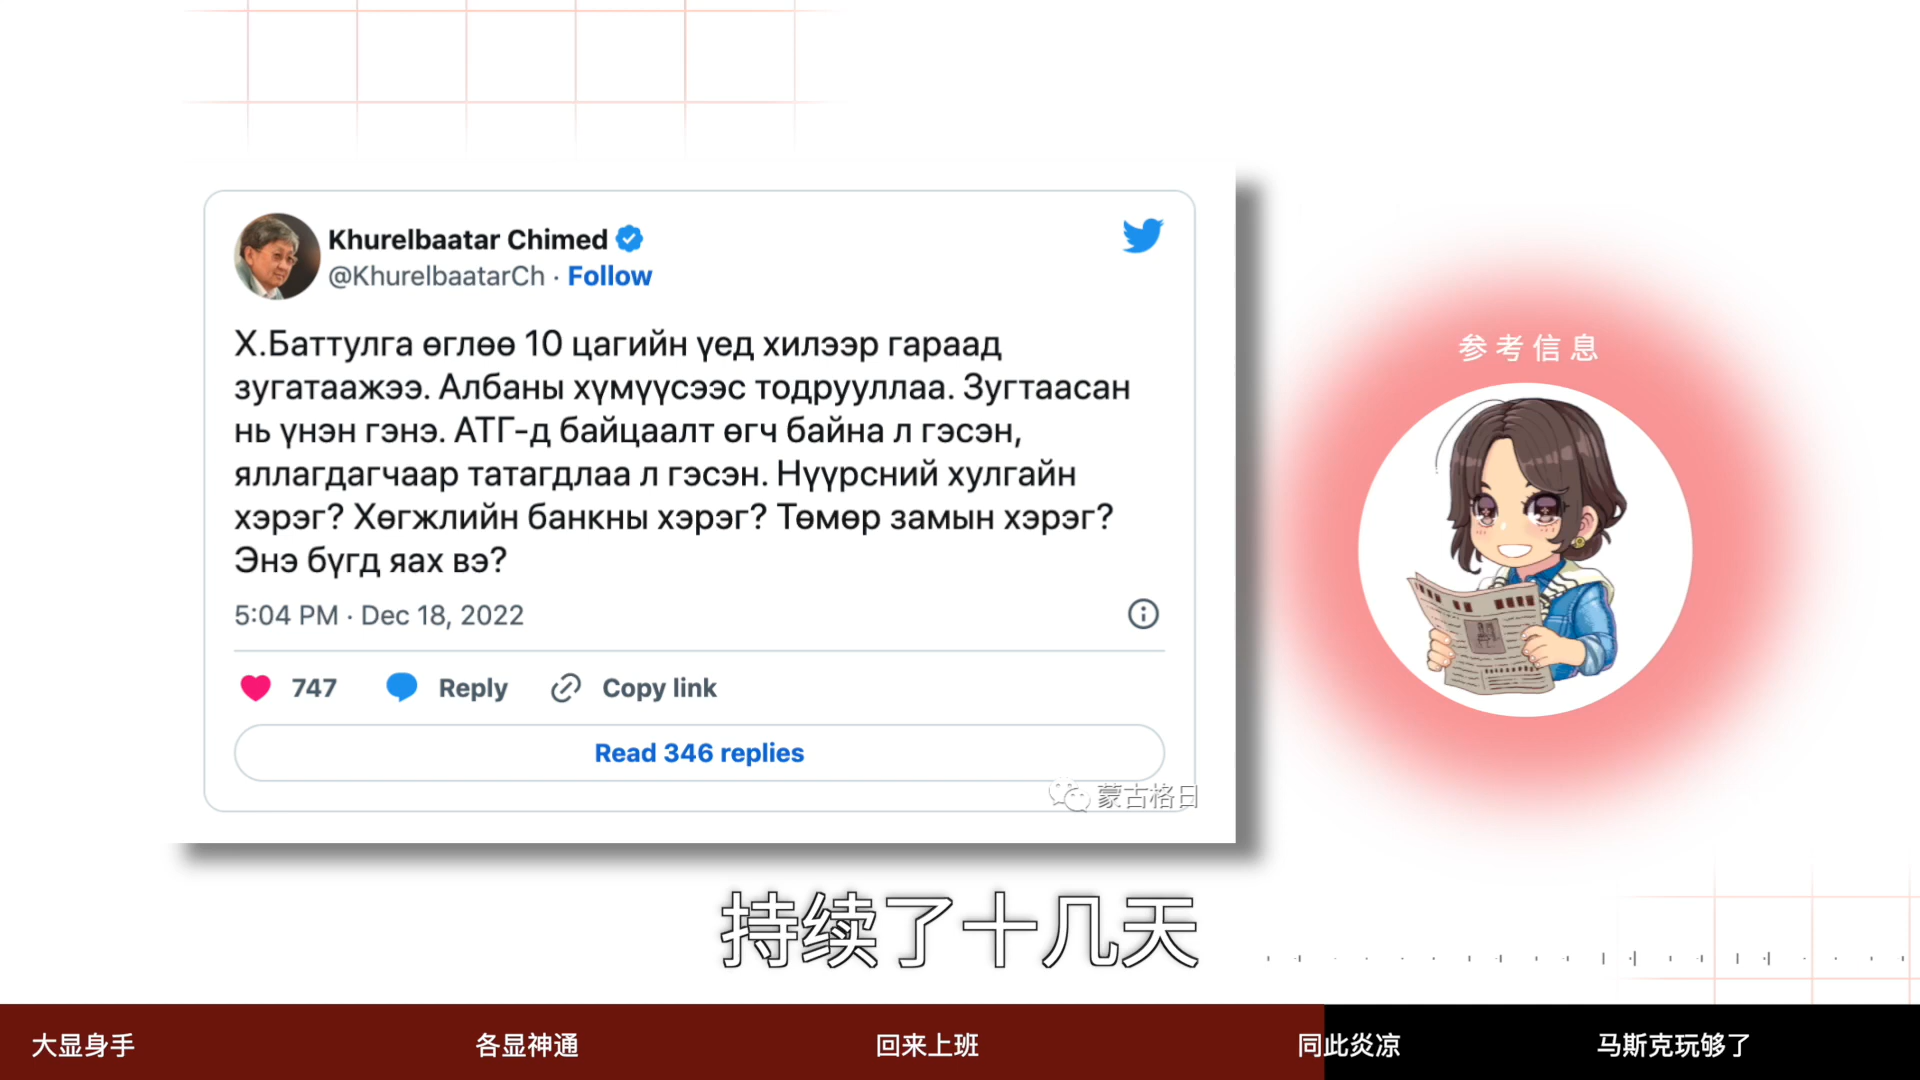 Khurelbaatar Chimed
@KhurelbaatarCh · Follow
Х.Баттулга өглөө 10 цагийн үед хилээр гараад
зугатаажээ. Албаны хүмүүсээс тодрууллаа. Зугтаасан
нь үнэн гэнэ. АТГ-д байцаалт өгч байна л гэсэн,
яллагдагчаар татагдлаа л гэсэн. Нүүрсний хулгайн
хэрэг? Хөгжлийн банкны хэрэг? Төмөр замын хэрэг?
Энэ бүгд яах вэ?
5:04 PM · Dec 18, 2022
747 Reply Copy link
Read 346 replies
蒙古格日
参考信息
持续了十几天
大显身手 各显神通 回来上班 同此炎凉 马斯克玩够了